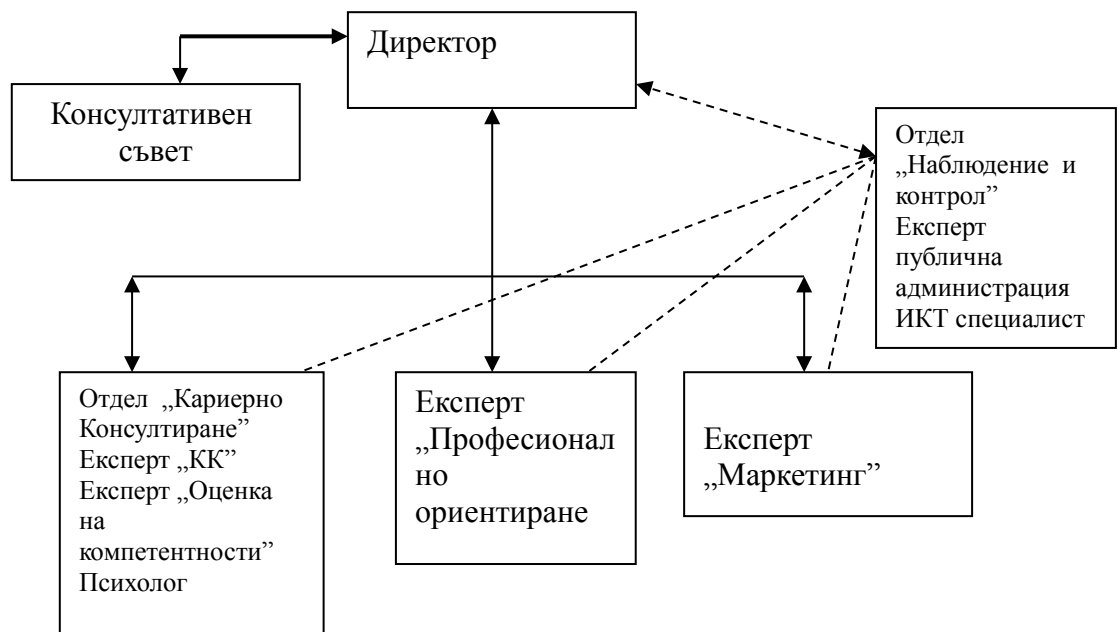 Директор
Консултативен
съвет
Отдел
„Наблюдение и
контрол”
Експерт
публична
администрация
ИКТ специалист
Отдел „Кариерно
Консултиране”
Експерт „КК”
Експерт „Оценка
на
компетентности”
Психолог
Експерт
„Професионал
но
ориентиране
Експерт
„Маркетинг”